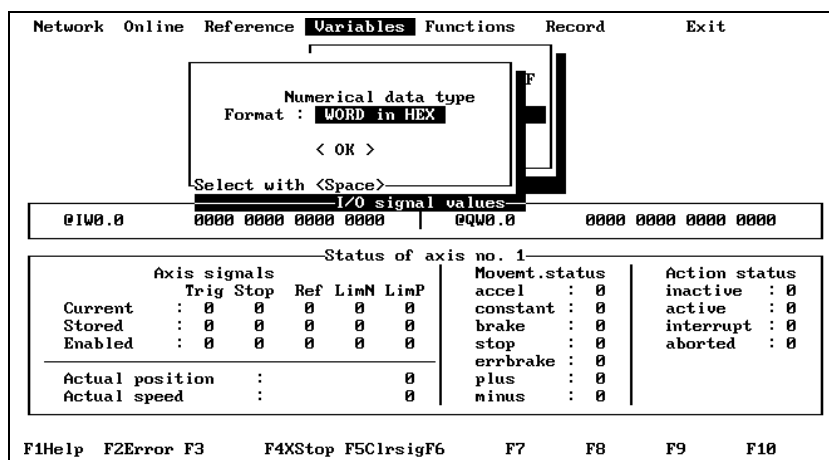 Network Online Reference Variables Functions Record Exit
F
Numerical data type
Format : WORD in HEX
< OK >
Select with <Space>
I/O signal values
@IW0.0 0000 0000 0000 0000 @QW0.0 0000 0000 0000 0000
Status of axis no. 1
Axis signals Movemt.status Action status
Trig Stop Ref LimN LimP accel : 0 inactive : 0
Current : 0 0 0 0 0 constant : 0 active : 0
Stored : 0 0 0 0 0 brake : 0 interrupt : 0
Enabled : 0 0 0 0 0 stop : 0 aborted : 0
errbrake : 0
Actual position : 0 plus : 0
Actual speed : 0 minus : 0
F1Help F2Error F3 F4XStop F5ClrsigF6 F7 F8 F9 F10